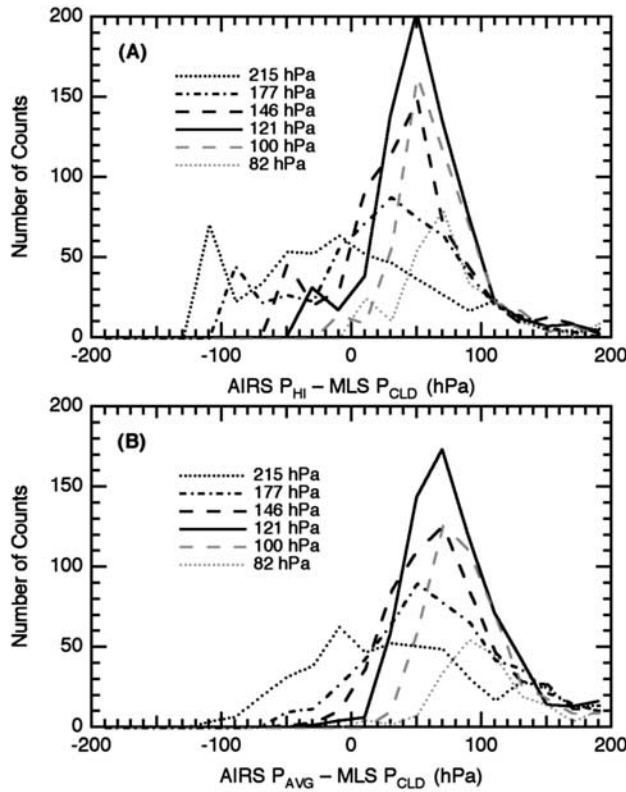 200
(A)
215 hPa
177 hPa
150
146 hPa
121 hPa
100 hPa
82 hPa
100
50
0
Number of Counts
-200 -100 0 100 200
AIRS P_HI – MLS P_CLD (hPa)
200
(B)
215 hPa
177 hPa
150
146 hPa
121 hPa
100 hPa
82 hPa
100
50
0
Number of Counts
-200 -100 0 100 200
AIRS P_AVG – MLS P_CLD (hPa)